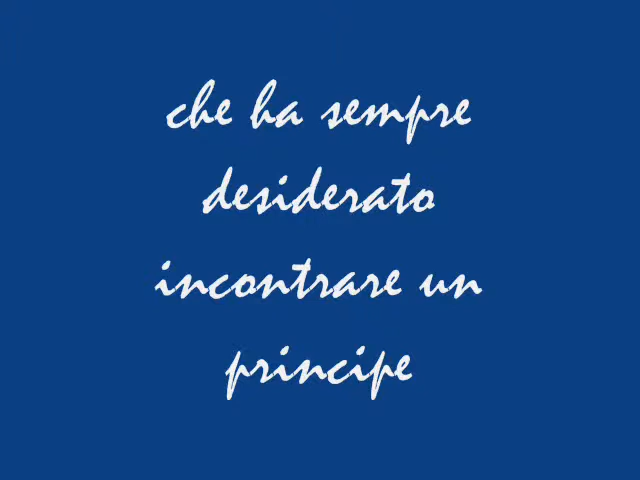 che ha sempre
desiderato
incontrare un
principe